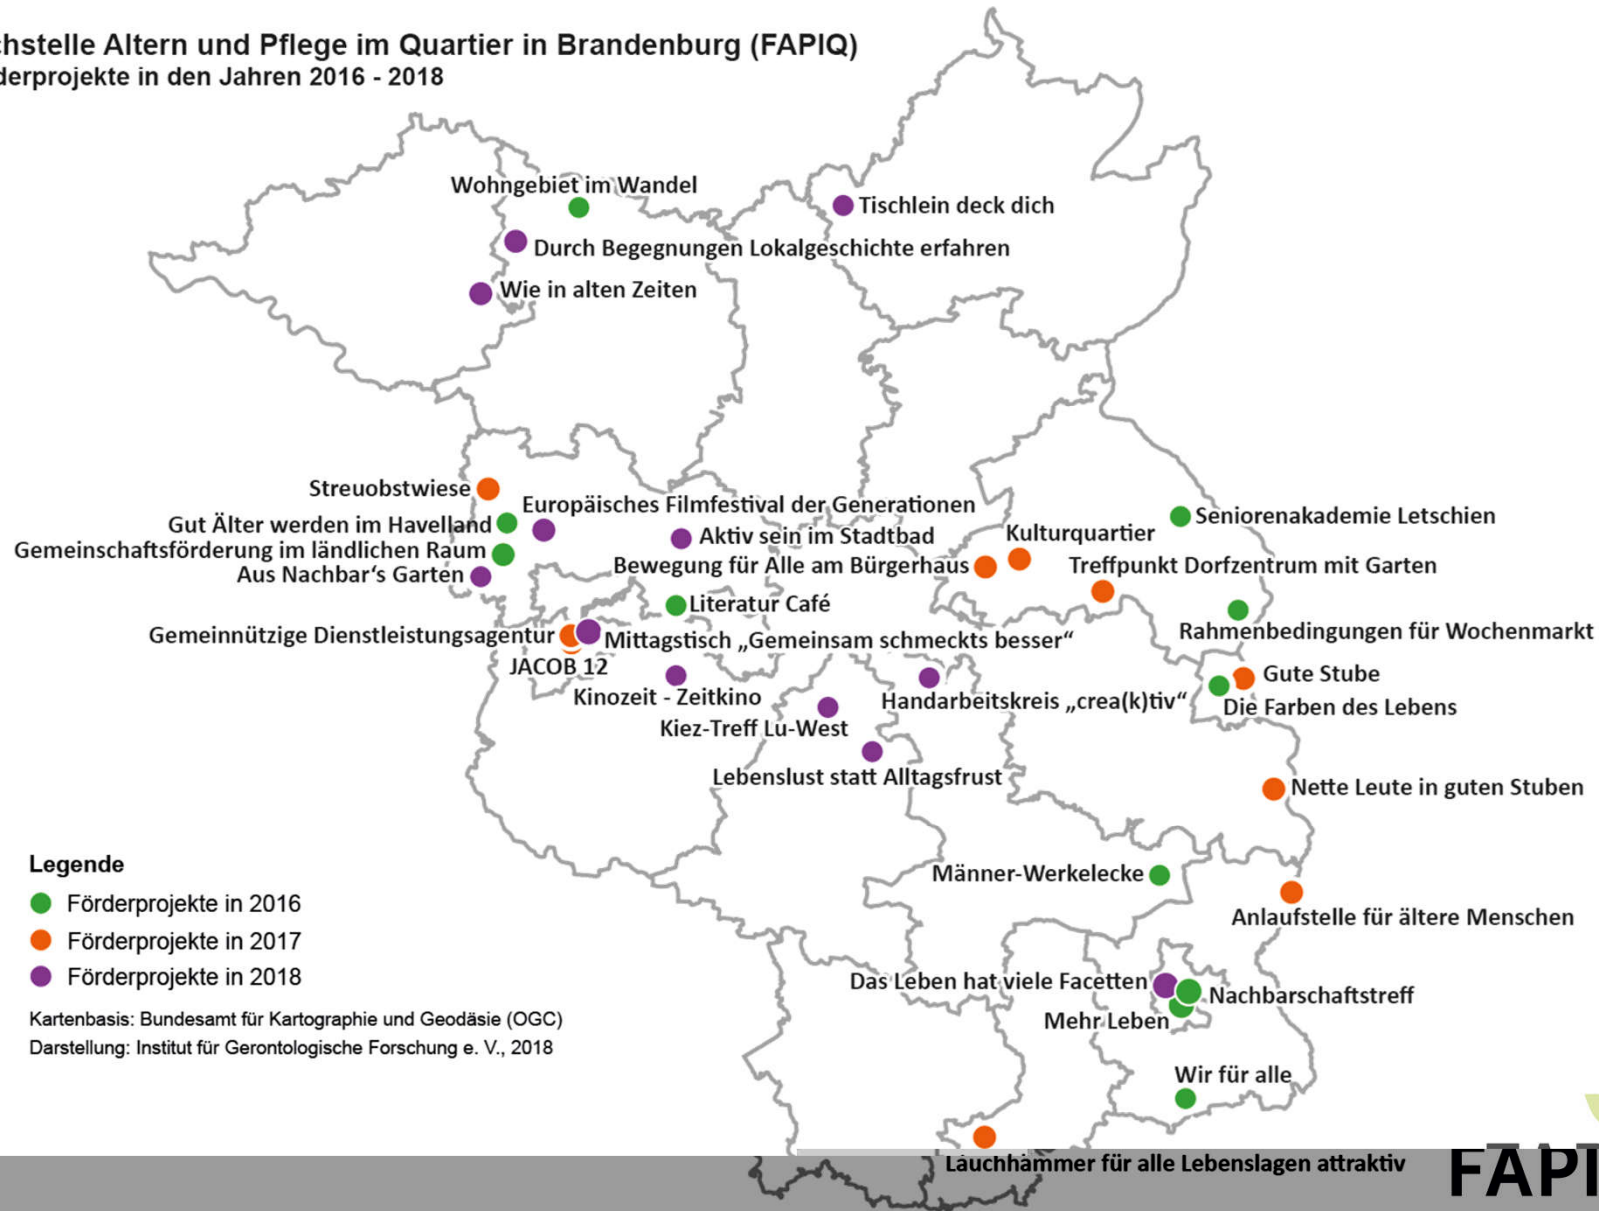 chstelle Altern und Pflege im Quartier in Brandenburg (FAPIQ)
derprojekte in den Jahren 2016 - 2018
Wohngebiet im Wandel
Tischlein deck dich
Durch Begegnungen Lokalgeschichte erfahren
Wie in alten Zeiten
Streuobstwiese
Europäisches Filmfestival der Generationen
Gut Älter werden im Havelland
Aktiv sein im Stadtbad
Kulturquartier
Seniorenakademie Letschien
Gemeinschaftsförderung im ländlichen Raum
Bewegung für Alle am Bürgerhaus
Treffpunkt Dorfzentrum mit Garten
Aus Nachbar‘s Garten
Literatur Café
Rahmenbedingungen für Wochenmarkt
Gemeinnützige Dienstleistungsagentur
Mittagstisch „Gemeinsam schmeckts besser“
JACOB 12
Gute Stube
Kinozeit - Zeitkino
Handarbeitskreis „crea(k)tiv“
Die Farben des Lebens
Kiez-Treff Lu-West
Lebenslust statt Alltagsfrust
Nette Leute in guten Stuben
Männer-Werkelecke
Anlaufstelle für ältere Menschen
Das Leben hat viele Facetten
Nachbarschaftstreff
Mehr Leben
Wir für alle
Lauchhammer für alle Lebenslagen attraktiv
Legende
Förderprojekte in 2016
Förderprojekte in 2017
Förderprojekte in 2018
Kartenbasis: Bundesamt für Kartographie und Geodäsie (OGC)
Darstellung: Institut für Gerontologische Forschung e. V., 2018
FAPI